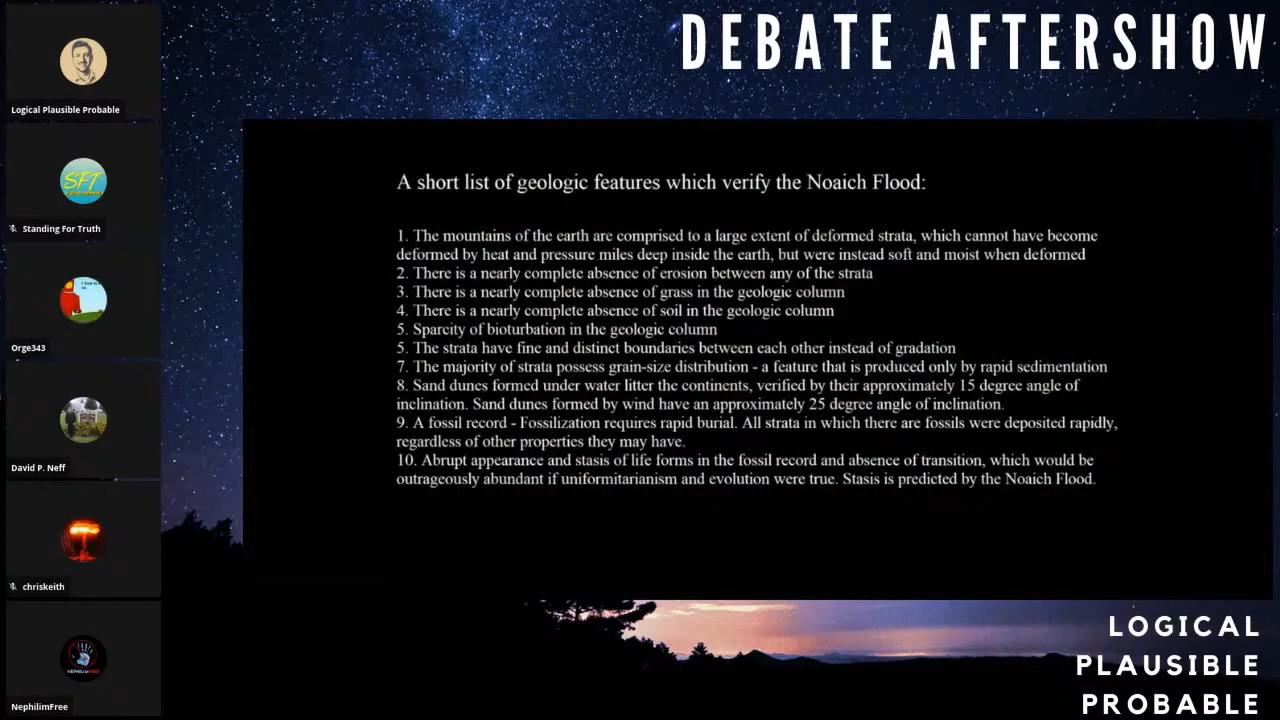 DEBATE AFTERSHOW
Logical Plausible Probable
SFT
Standing For Truth
Orge343
David P. Neff
chriskeith
NEPHILIMFREE
NephilimFree
A short list of geologic features which verify the Noaich Flood:
1. The mountains of the earth are comprised to a large extent of deformed strata, which cannot have become
deformed by heat and pressure miles deep inside the earth, but were instead soft and moist when deformed
2. There is a nearly complete absence of erosion between any of the strata
3. There is a nearly complete absence of grass in the geologic column
4. There is a nearly complete absence of soil in the geologic column
5. Sparcity of bioturbation in the geologic column
5. The strata have fine and distinct boundaries between each other instead of gradation
7. The majority of strata possess grain-size distribution - a feature that is produced only by rapid sedimentation
8. Sand dunes formed under water litter the continents, verified by their approximately 15 degree angle of
inclination. Sand dunes formed by wind have an approximately 25 degree angle of inclination.
9. A fossil record - Fossilization requires rapid burial. All strata in which there are fossils were deposited rapidly,
regardless of other properties they may have.
10. Abrupt appearance and stasis of life forms in the fossil record and absence of transition, which would be
outrageously abundant if uniformitarianism and evolution were true. Stasis is predicted by the Noaich Flood.
LOGICAL
PLAUSIBLE
PROBABLE